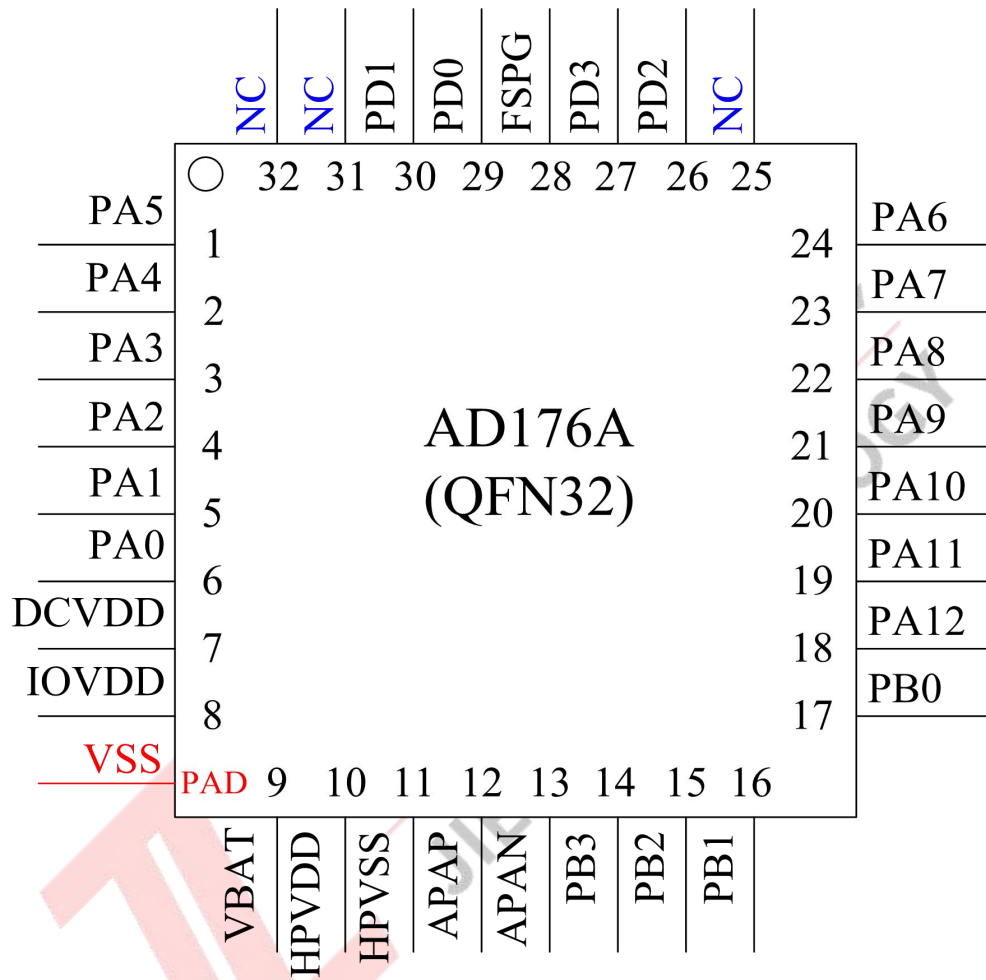 NC
NC
PD1
PD0
FSPG
PD3
PD2
NC
32 31 30 29 28 27 26 25
PA5
1
PA4
2
PA3
3
PA2
4
PA1
5
PA0
6
DCVDD
7
IOVDD
8
VSS
PAD
AD176A
(QFN32)
24
PA6
23
PA7
22
PA8
21
PA9
20
PA10
19
PA11
18
PA12
17
PB0
9 10 11 12 13 14 15 16
VBAT
HPVDD
HPVSS
APAP
APAN
PB3
PB2
PB1